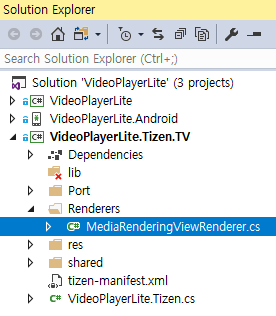 Solution Explorer
Search Solution Explorer (Ctrl+;)
Solution 'VideoPlayerLite' (3 projects)
C# VideoPlayerLite
VideoPlayerLite.Android
C# VideoPlayerLite.Tizen.TV
Dependencies
lib
Port
Renderers
C# MediaRenderingViewRenderer.cs
res
shared
tizen-manifest.xml
C# VideoPlayerLite.Tizen.cs